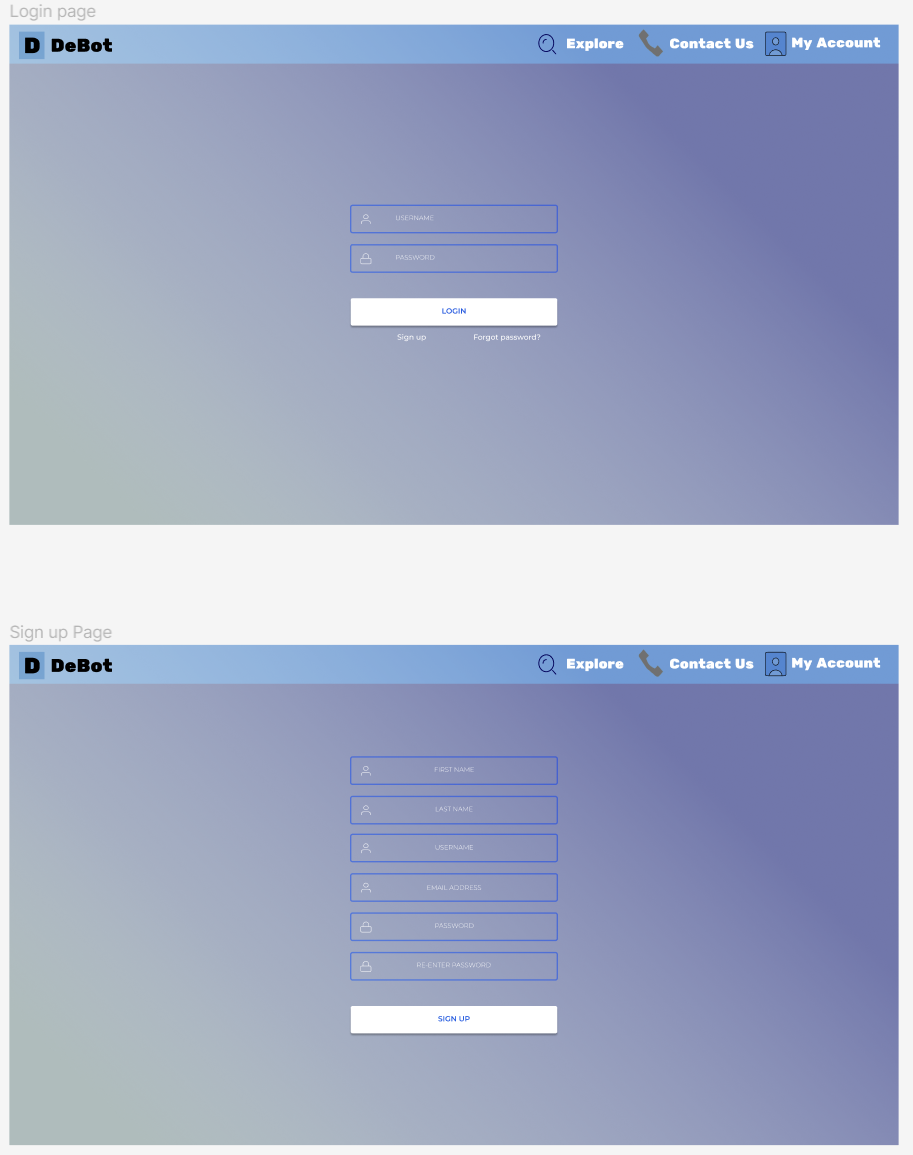 Login page
D DeBot Explore Contact Us My Account
USERNAME
PASSWORD
LOGIN
Sign up Forgot password?
Sign up Page
D DeBot Explore Contact Us My Account
FIRST NAME
LAST NAME
USERNAME
EMAIL ADDRESS
PASSWORD
RE-ENTER PASSWORD
SIGN UP